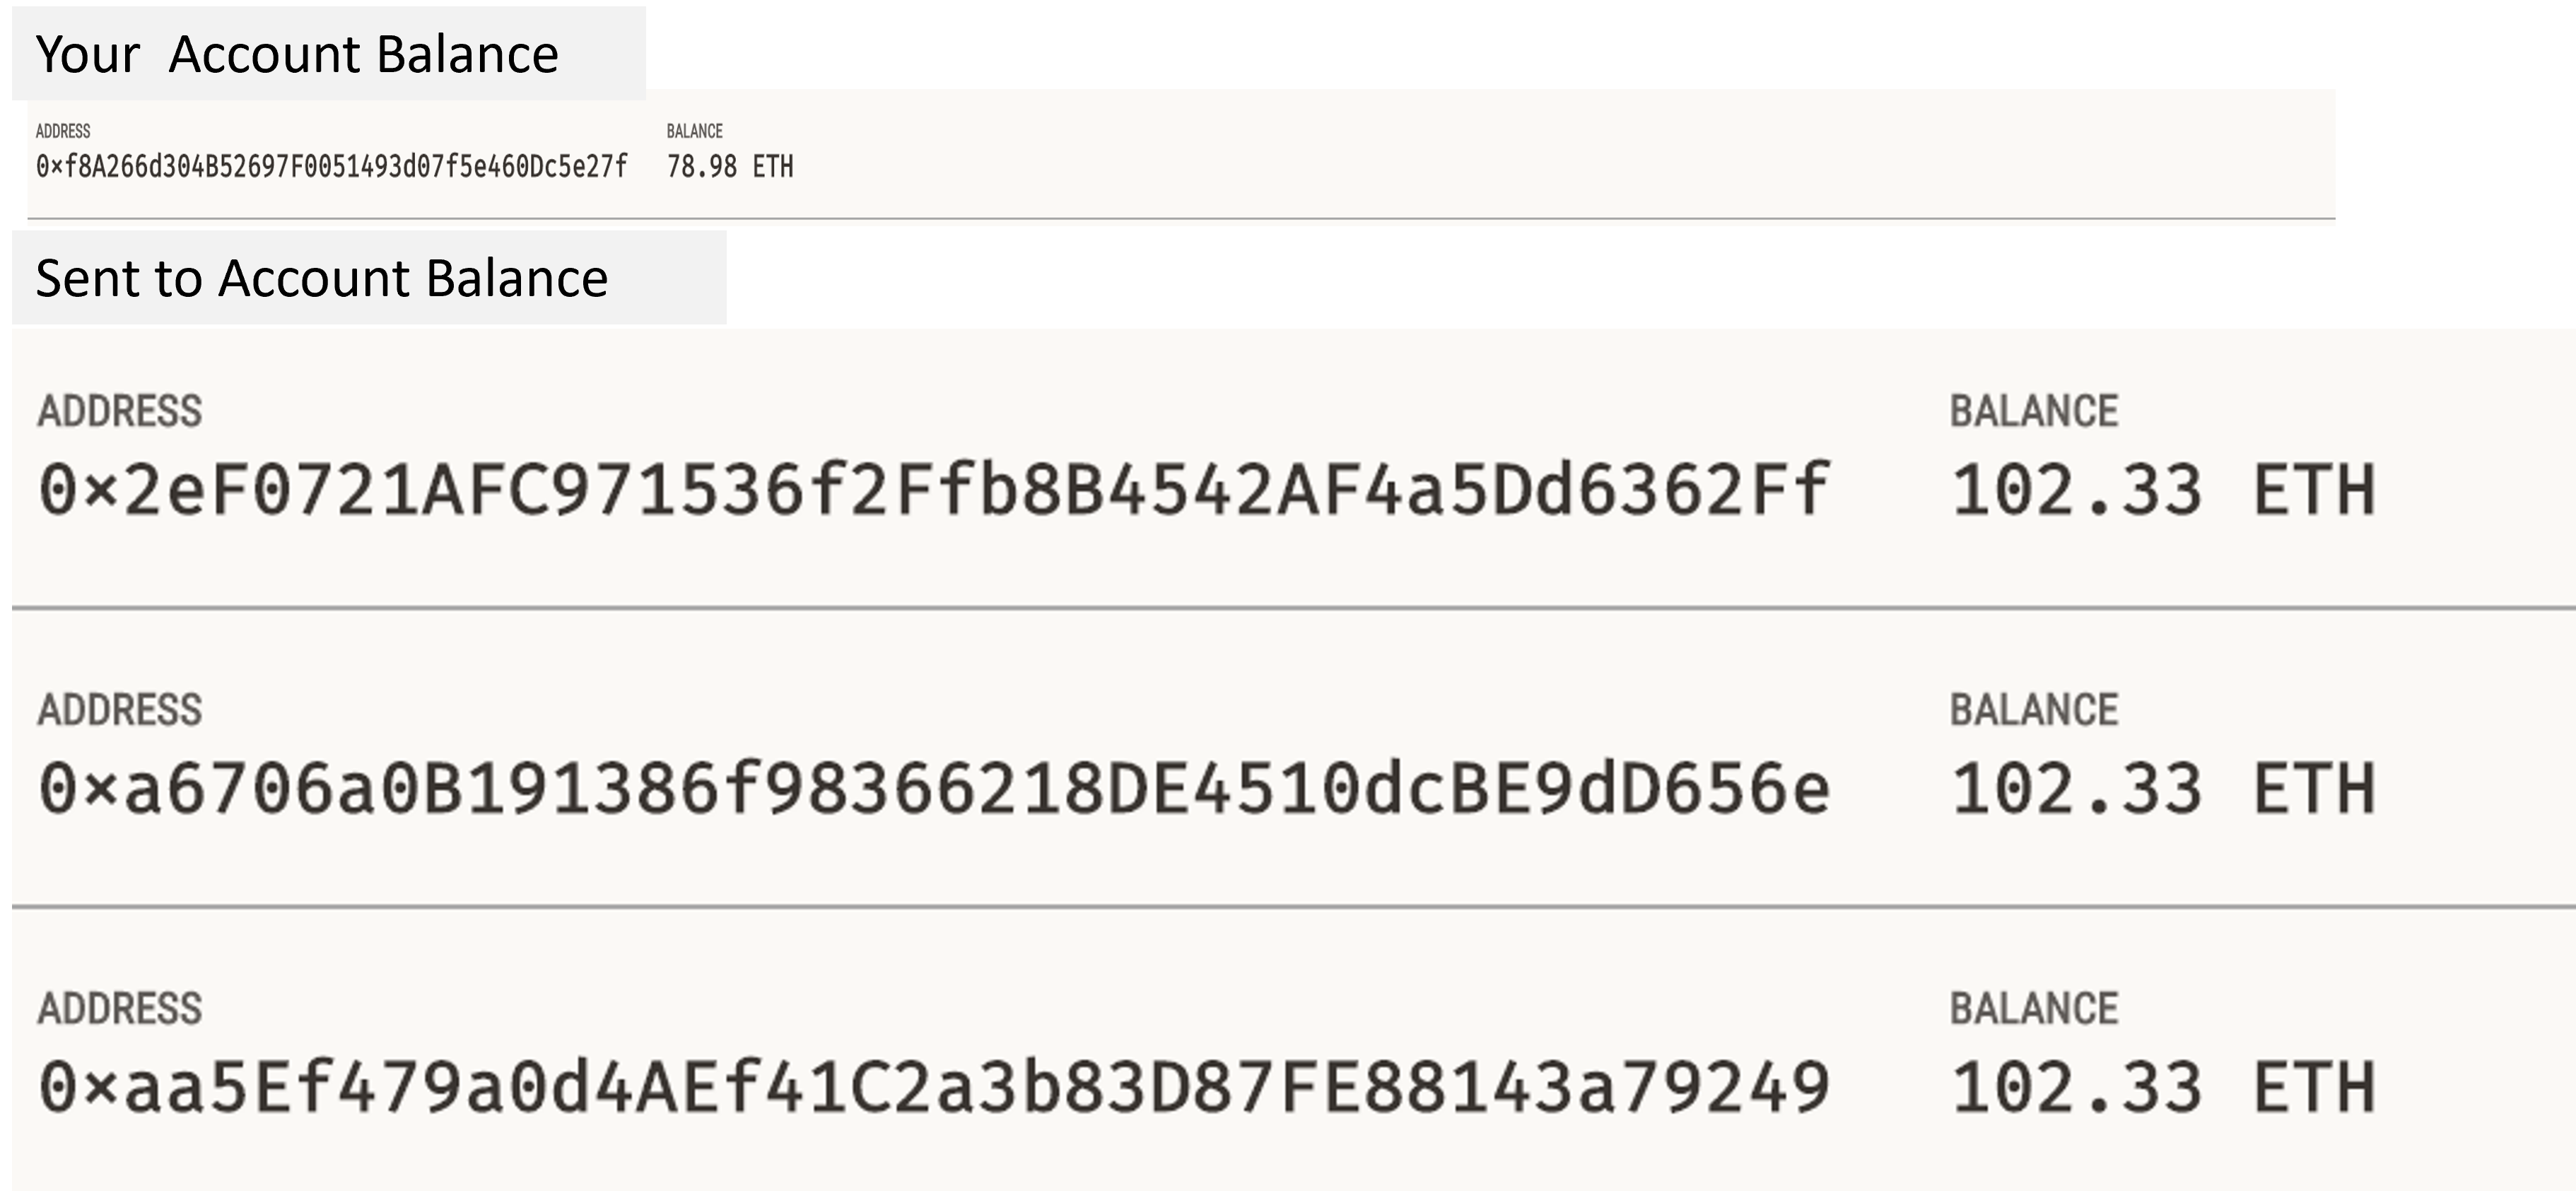 Your  Account Balance
ADDRESS BALANCE
0×f8A266d304B52697F0051493d07f5e460Dc5e27f 78.98 ETH
Sent to Account Balance
ADDRESS BALANCE
0×2eF0721AFC971536f2Ffb8B4542AF4a5Dd6362Ff 102.33 ETH
ADDRESS BALANCE
0×a6706a0B191386f98366218DE4510dcBE9dD656e 102.33 ETH
ADDRESS BALANCE
0×aa5Ef479a0d4AEf41C2a3b83D87FE88143a79249 102.33 ETH